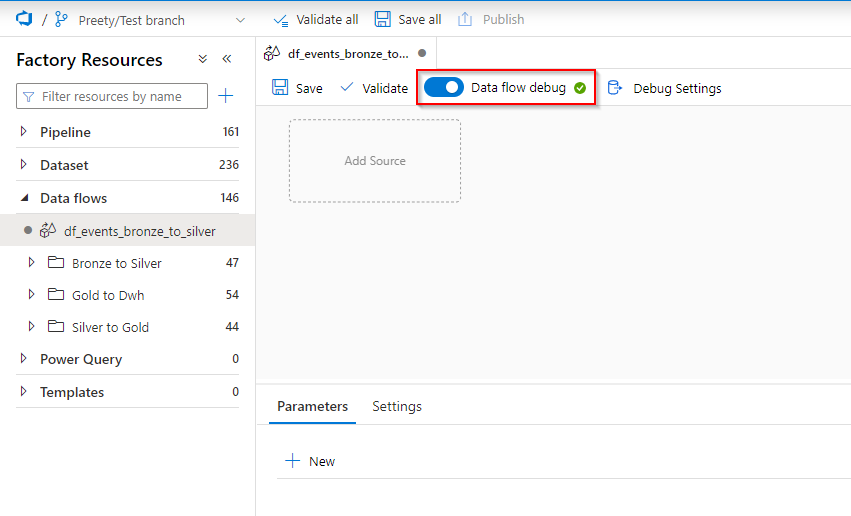 / Preety/Test branch
Validate all
Save all
Publish
Factory Resources
Filter resources by name
Pipeline 161
Dataset 236
Data flows 146
df_events_bronze_to_silver
Bronze to Silver 47
Gold to Dwh 54
Silver to Gold 44
Power Query 0
Templates 0
df_events_bronze_to...
Save
Validate
Data flow debug
Debug Settings
Add Source
Parameters
Settings
New